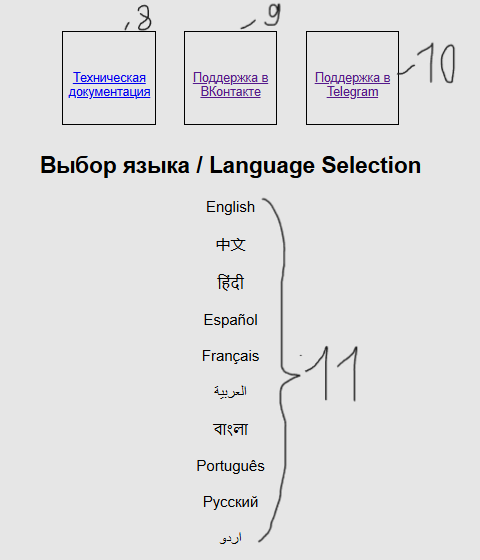 8
9
Техническая документация
Поддержка в ВКонтакте
Поддержка в Telegram
10
Выбор языка / Language Selection
English
中文
हिंदी
Español
Français
العربية
বাংলা
Português
Русский
اردو
11